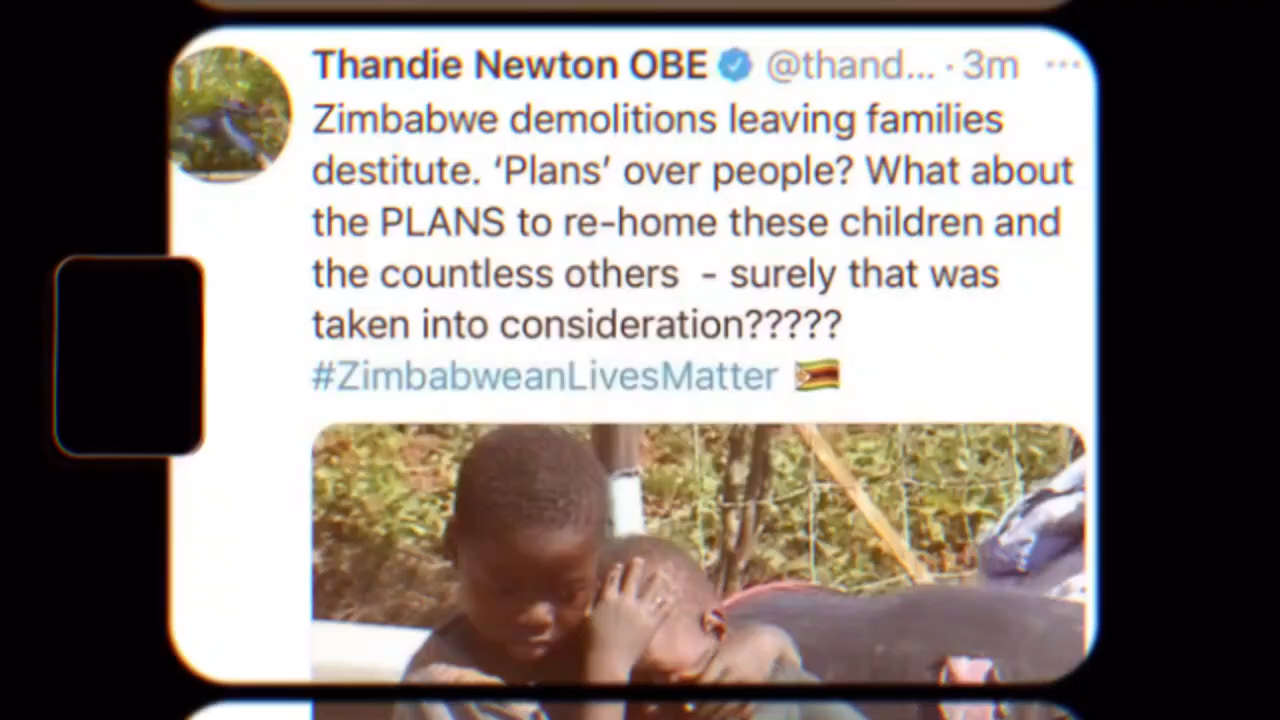 Thandie Newton OBE @thand... · 3m
Zimbabwe demolitions leaving families
destitute. ‘Plans’ over people? What about
the PLANS to re-home these children and
the countless others - surely that was
taken into consideration?????
#ZimbabweanLivesMatter 🇿🇼